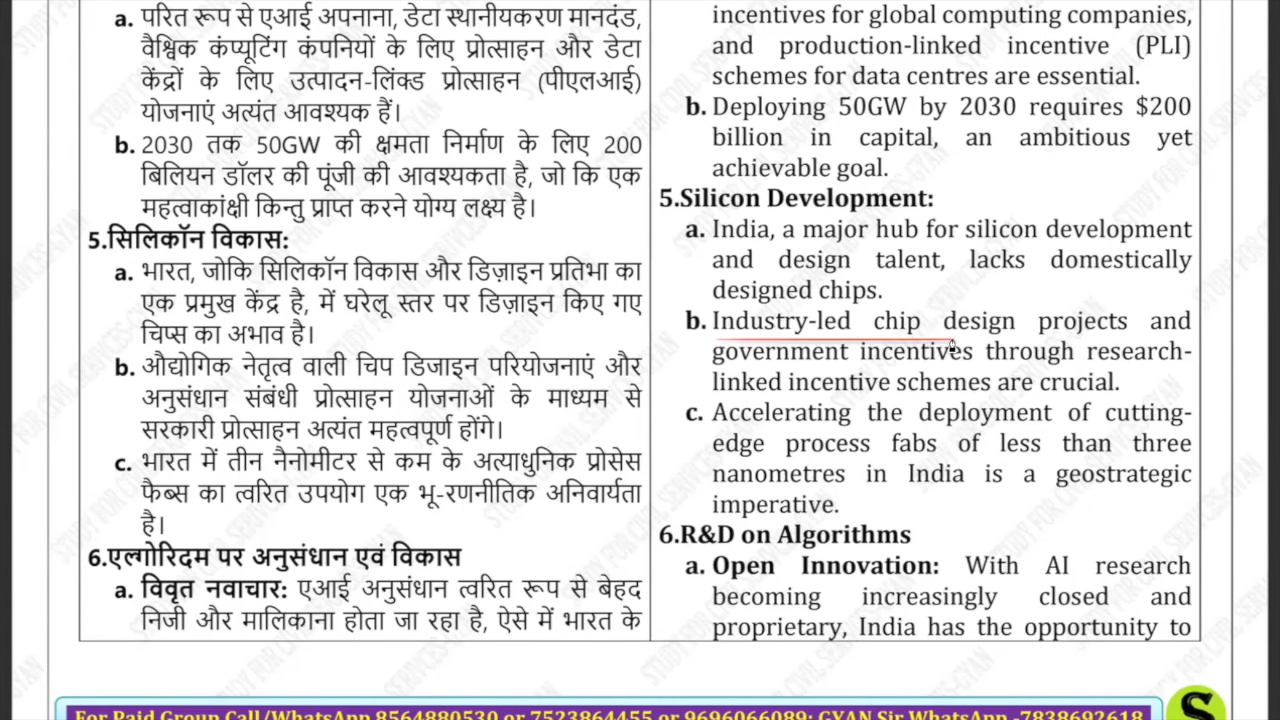 a. परित रूप से एआई अपनाना, डेटा स्थानीयकरण मानदंड,
वैश्विक कंप्यूटिंग कंपनियों के लिए प्रोत्साहन और डेटा
केंद्रों के लिए उत्पादन-लिंक्ड प्रोत्साहन (पीएलआई)
योजनाएं अत्यंत आवश्यक हैं।
b. 2030 तक 50GW की क्षमता निर्माण के लिए 200
बिलियन डॉलर की पूंजी की आवश्यकता है, जो कि एक
महत्वाकांक्षी किन्तु प्राप्त करने योग्य लक्ष्य है।
5.सिलिकॉन विकास:
a. भारत, जोकि सिलिकॉन विकास और डिज़ाइन प्रतिभा का
एक प्रमुख केंद्र है, में घरेलू स्तर पर डिज़ाइन किए गए
चिप्स का अभाव है।
b. औद्योगिक नेतृत्व वाली चिप डिजाइन परियोजनाएं और
अनुसंधान संबंधी प्रोत्साहन योजनाओं के माध्यम से
सरकारी प्रोत्साहन अत्यंत महत्वपूर्ण होंगे।
c. भारत में तीन नैनोमीटर से कम के अत्याधुनिक प्रोसेस
फैब्स का त्वरित उपयोग एक भू-रणनीतिक अनिवार्यता
है।
6.एल्गोरिदम पर अनुसंधान एवं विकास
a. विवृत नवाचार: एआई अनुसंधान त्वरित रूप से बेहद
निजी और मालिकाना होता जा रहा है, ऐसे में भारत के
incentives for global computing companies,
and production-linked incentive (PLI)
schemes for data centres are essential.
b. Deploying 50GW by 2030 requires $200
billion in capital, an ambitious yet
achievable goal.
5.Silicon Development:
a. India, a major hub for silicon development
and design talent, lacks domestically
designed chips.
b. Industry-led chip design projects and
government incentives through research-
linked incentive schemes are crucial.
c. Accelerating the deployment of cutting-
edge process fabs of less than three
nanometres in India is a geostrategic
imperative.
6.R&D on Algorithms
a. Open Innovation: With AI research
becoming increasingly closed and
proprietary, India has the opportunity to
For Paid Group Call/WhatsApp 8564880530 or 7523864455 or 9696066089; GYAN Sir WhatsApp -7838692618
S